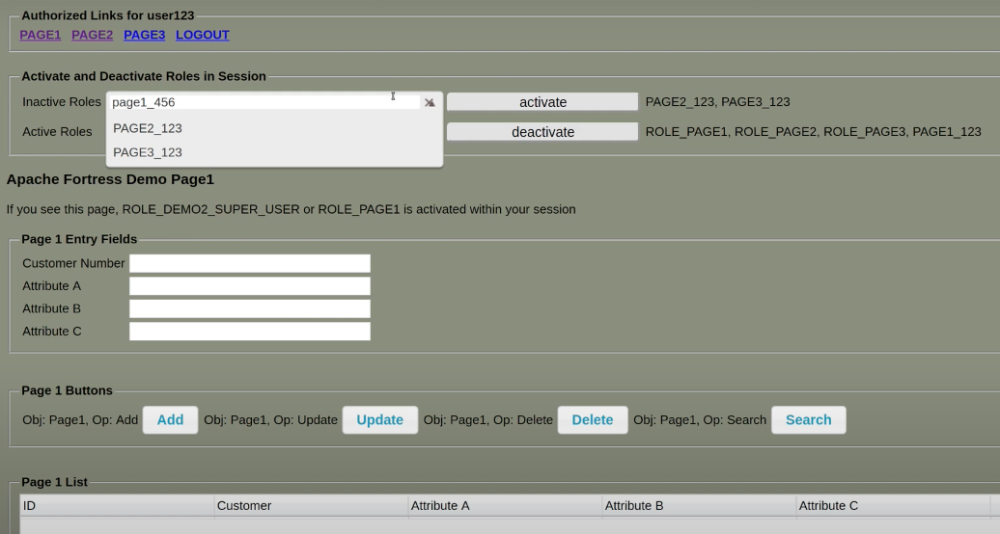 Authorized Links for user123
PAGE1 PAGE2 PAGE3 LOGOUT
Activate and Deactivate Roles in Session
Inactive Roles page1_456 activate PAGE2_123, PAGE3_123
PAGE2_123
Active Roles deactivate ROLE_PAGE1, ROLE_PAGE2, ROLE_PAGE3, PAGE1_123
PAGE3_123
Apache Fortress Demo Page1
If you see this page, ROLE_DEMO2_SUPER_USER or ROLE_PAGE1 is activated within your session
Page 1 Entry Fields
Customer Number
Attribute A
Attribute B
Attribute C
Page 1 Buttons
Obj: Page1, Op: Add Add Obj: Page1, Op: Update Update Obj: Page1, Op: Delete Delete Obj: Page1, Op: Search Search
Page 1 List
ID Customer Attribute A Attribute B Attribute C